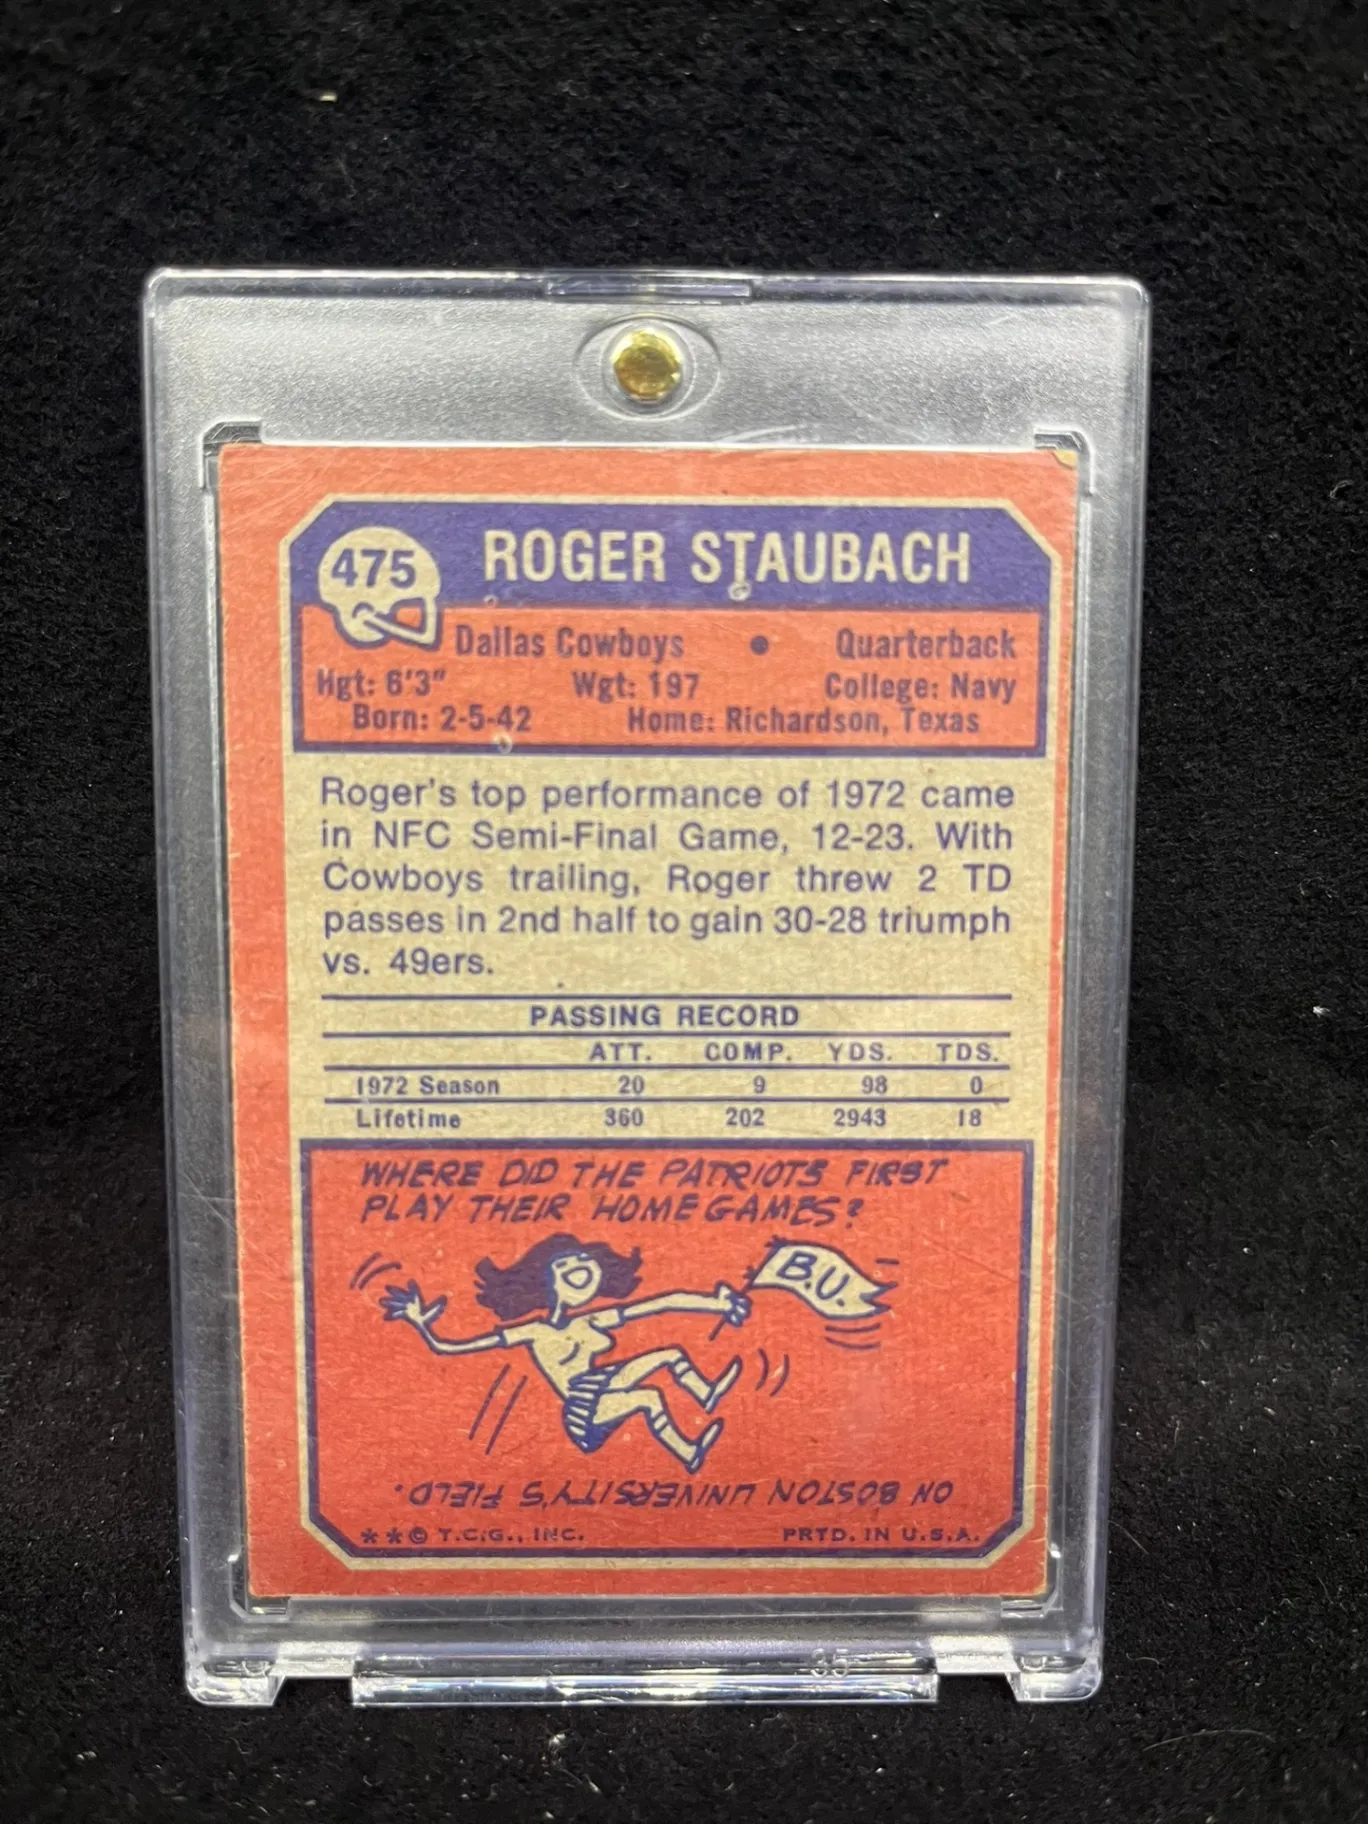 475
ROGER STAUBACH
Dallas Cowboys • Quarterback
Hgt: 6'3" Wgt: 197 College: Navy
Born: 2-5-42 Home: Richardson, Texas
Roger's top performance of 1972 came
in NFC Semi-Final Game, 12-23. With
Cowboys trailing, Roger threw 2 TD
passes in 2nd half to gain 30-28 triumph
vs. 49ers.
PASSING RECORD
ATT. COMP. YDS. TDS.
1972 Season 20 9 98 0
Lifetime 360 202 2943 18
WHERE DID THE PATRIOTS FIRST
PLAY THEIR HOME GAMES?
B.U.
ON BOSTON UNIVERSITY'S FIELD.
**© T.C.G., INC. PRTD. IN U.S.A.
35